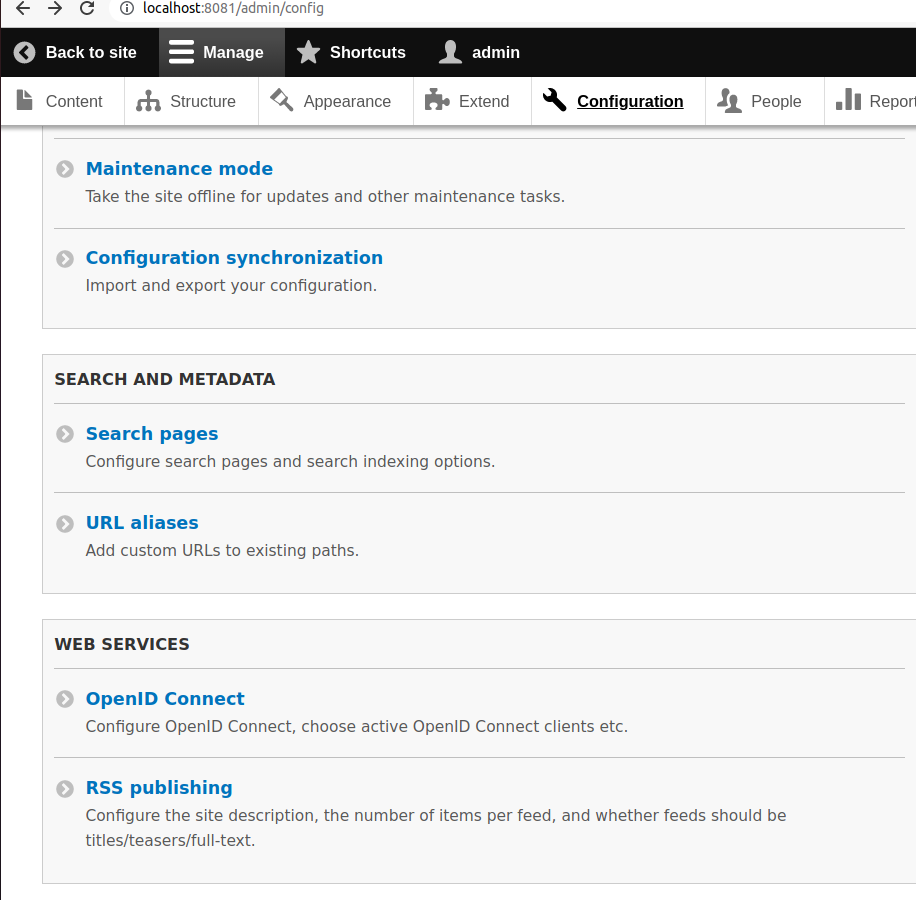 localhost:8081/admin/config
Back to site Manage Shortcuts admin
Content Structure Appearance Extend Configuration People Report
Maintenance mode
Take the site offline for updates and other maintenance tasks.
Configuration synchronization
Import and export your configuration.
SEARCH AND METADATA
Search pages
Configure search pages and search indexing options.
URL aliases
Add custom URLs to existing paths.
WEB SERVICES
OpenID Connect
Configure OpenID Connect, choose active OpenID Connect clients etc.
RSS publishing
Configure the site description, the number of items per feed, and whether feeds should be
titles/teasers/full-text.